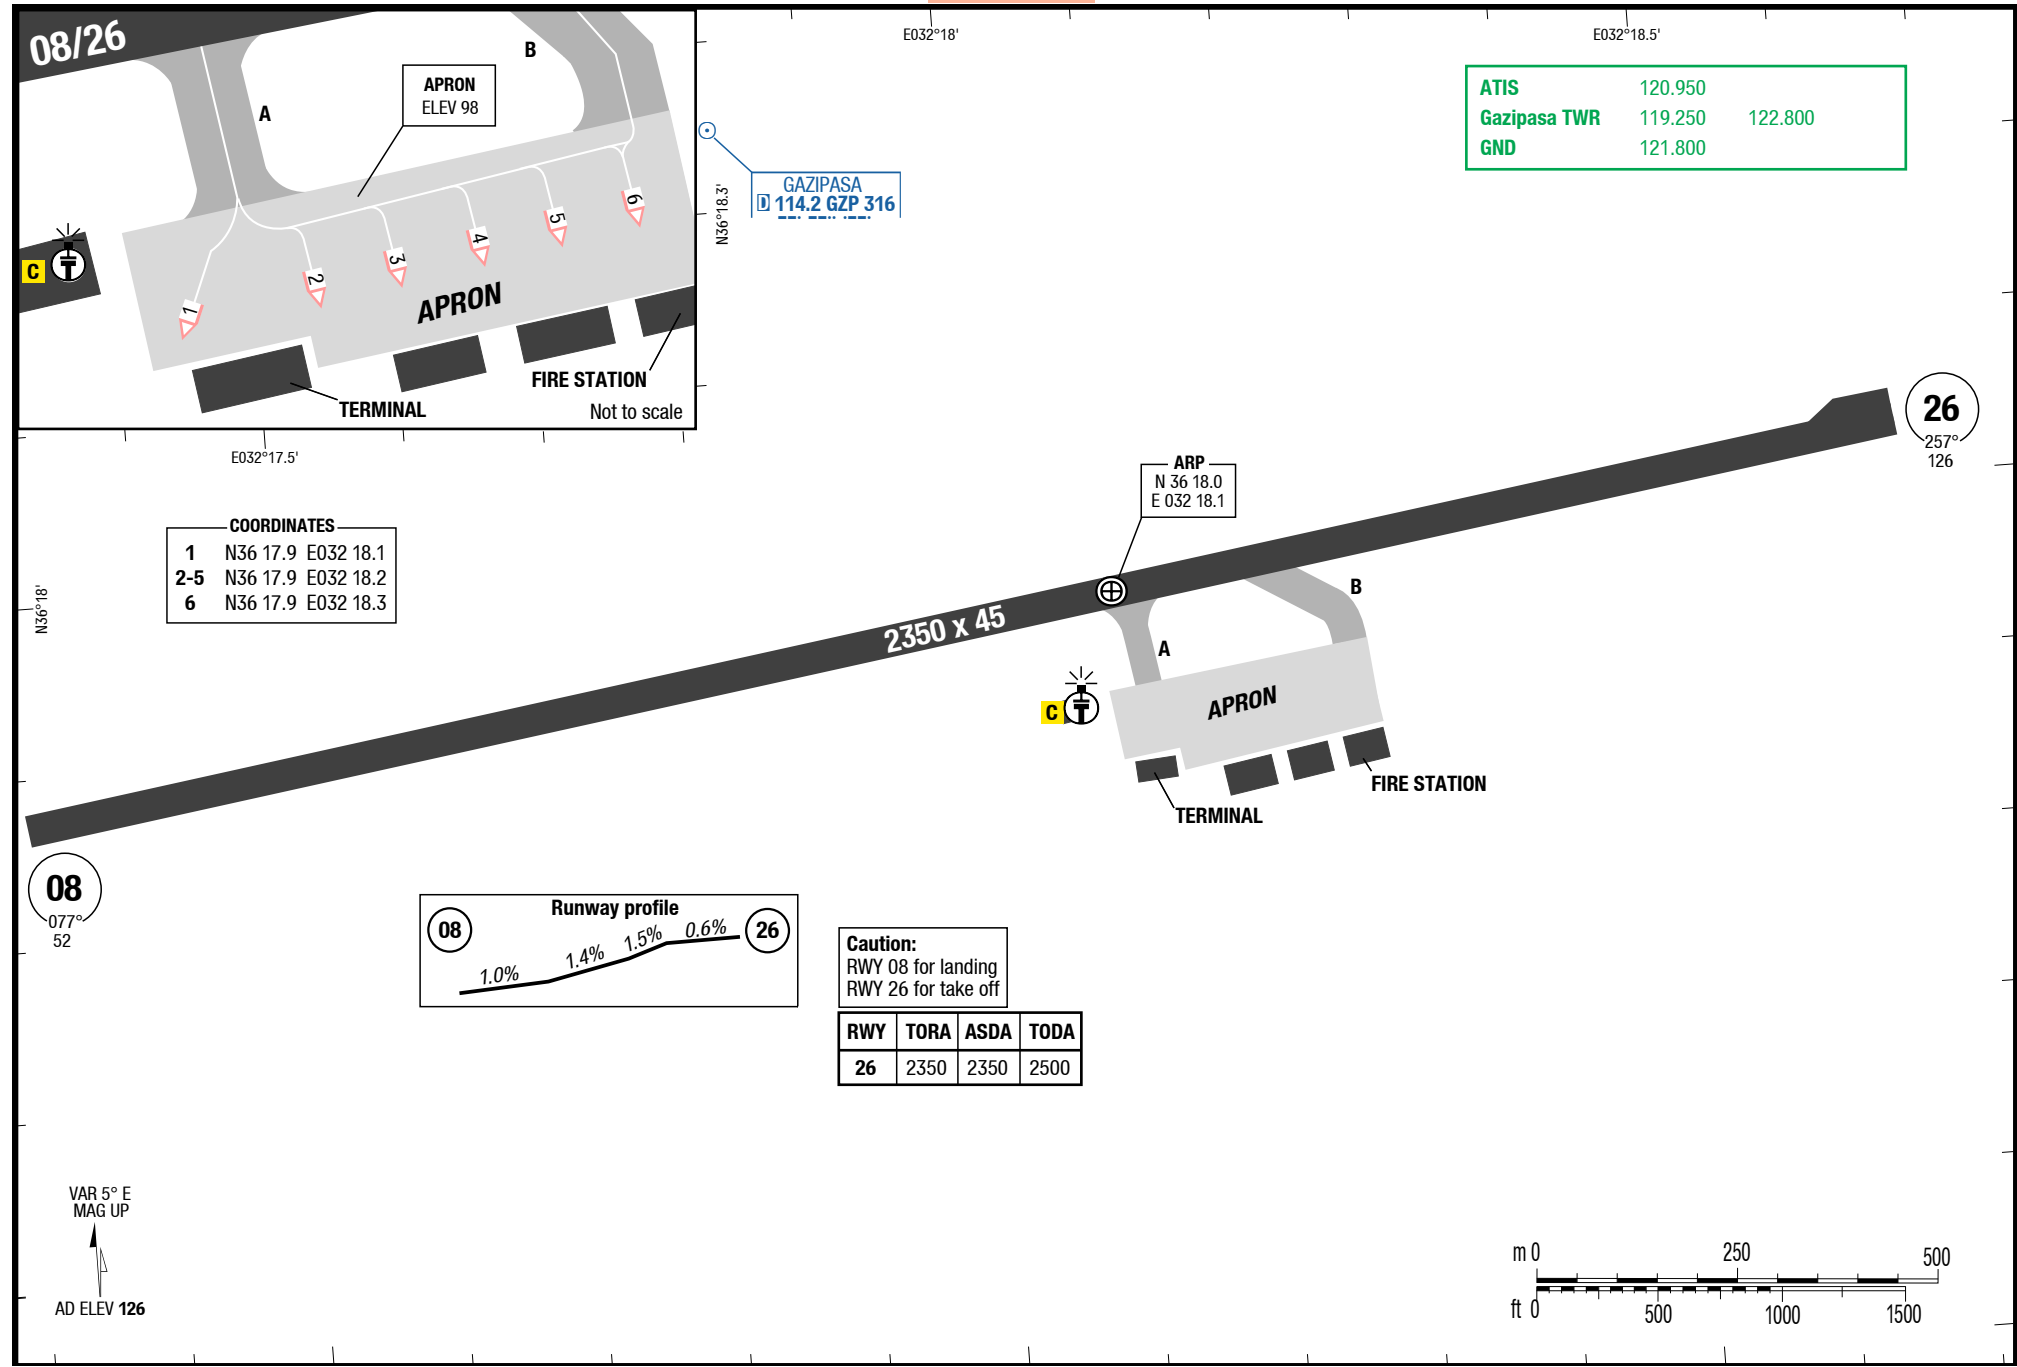 08/26
A
B
APRON
ELEV 98
C
1
2
3
4
5
6
APRON
TERMINAL
FIRE STATION
Not to scale
E032°18'
E032°18.5'
N36°18.3'
GAZIPASA
D 114.2 GZP 316
ATIS 120.950
Gazipasa TWR 119.250 122.800
GND 121.800
E032°17.5'
26
257°
126
ARP
N 36 18.0
E 032 18.1
COORDINATES
1 N36 17.9 E032 18.1
2-5 N36 17.9 E032 18.2
6 N36 17.9 E032 18.3
N36°18'
2350 x 45
A
B
C
APRON
TERMINAL
FIRE STATION
08
077°
52
Runway profile
08
1.0%
1.4%
1.5%
0.6%
26
Caution:
RWY 08 for landing
RWY 26 for take off
RWY TORA ASDA TODA
26 2350 2350 2500
VAR 5° E
MAG UP
AD ELEV 126
m 0 250 500
ft 0 500 1000 1500